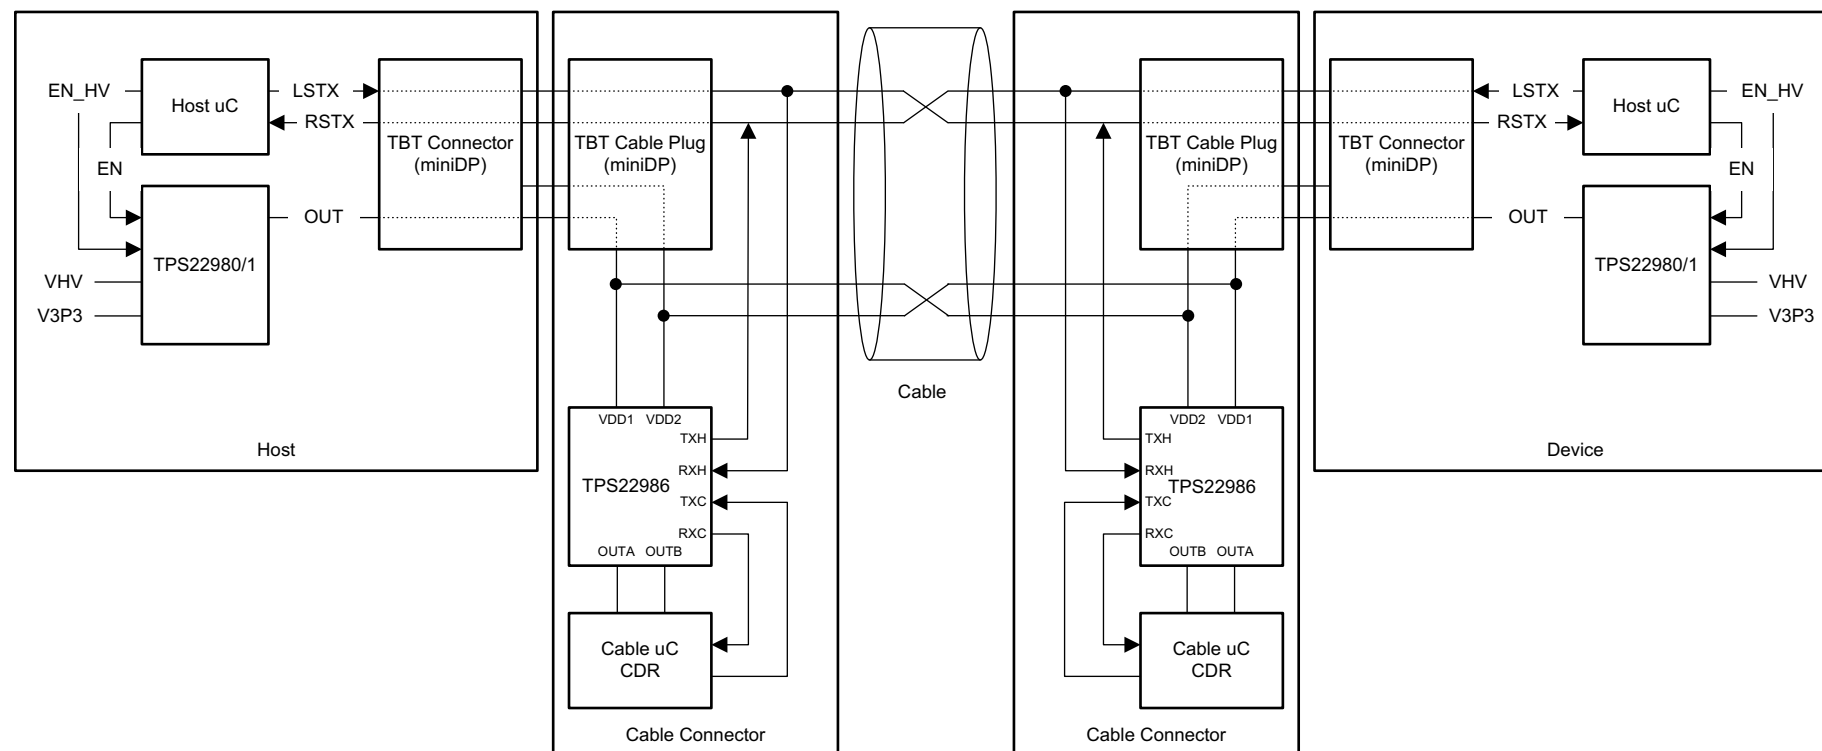 EN_HV
Host uC
LSTX
RSTX
EN
TBT Connector
(miniDP)
TBT Cable Plug
(miniDP)
OUT
TPS22980/1
VHV
V3P3
Host
VDD1 VDD2
TXH
RXH
TPS22986
TXC
RXC
OUTA OUTB
Cable uC
CDR
Cable Connector
Cable
TBT Cable Plug
(miniDP)
TBT Connector
(miniDP)
LSTX
RSTX
Host uC
EN_HV
EN
OUT
TPS22980/1
VHV
V3P3
Device
VDD2 VDD1
TXH
RXH
TPS22986
TXC
RXC
OUTB OUTA
Cable uC
CDR
Cable Connector